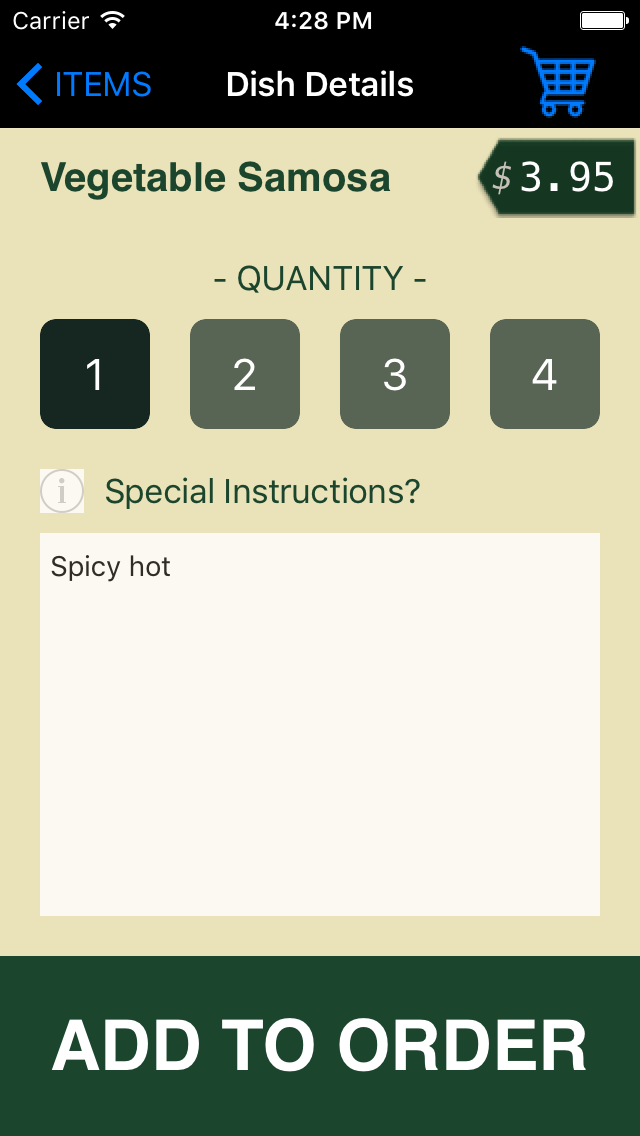 Carrier 4:28 PM
ITEMS Dish Details
Vegetable Samosa $3.95
- QUANTITY -
1 2 3 4
i Special Instructions?
Spicy hot
ADD TO ORDER